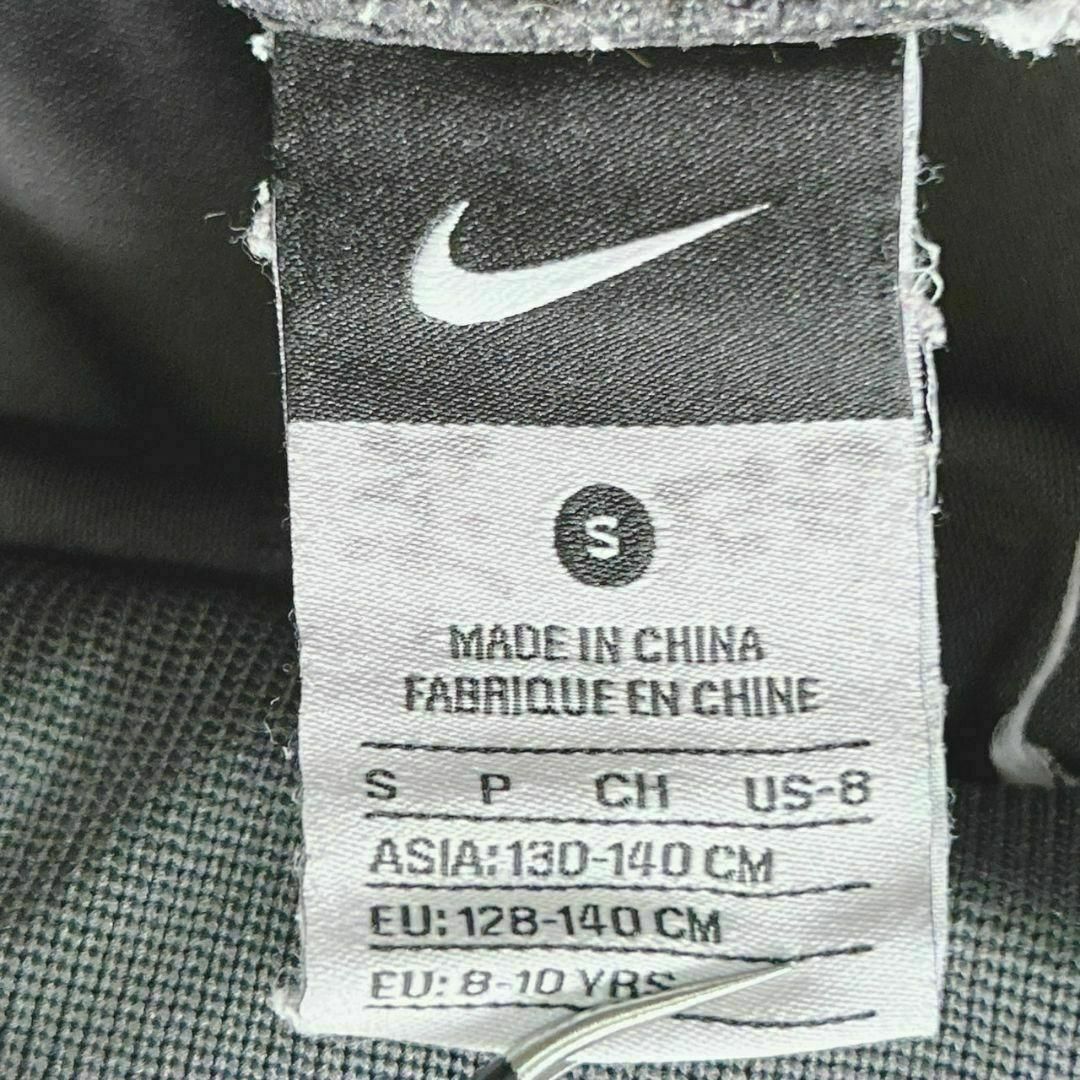 S
MADE IN CHINA
FABRIQUE EN CHINE
S P CH US-8
ASIA: 130-140 CM
EU: 128-140 CM
EU: 8-10 YRS